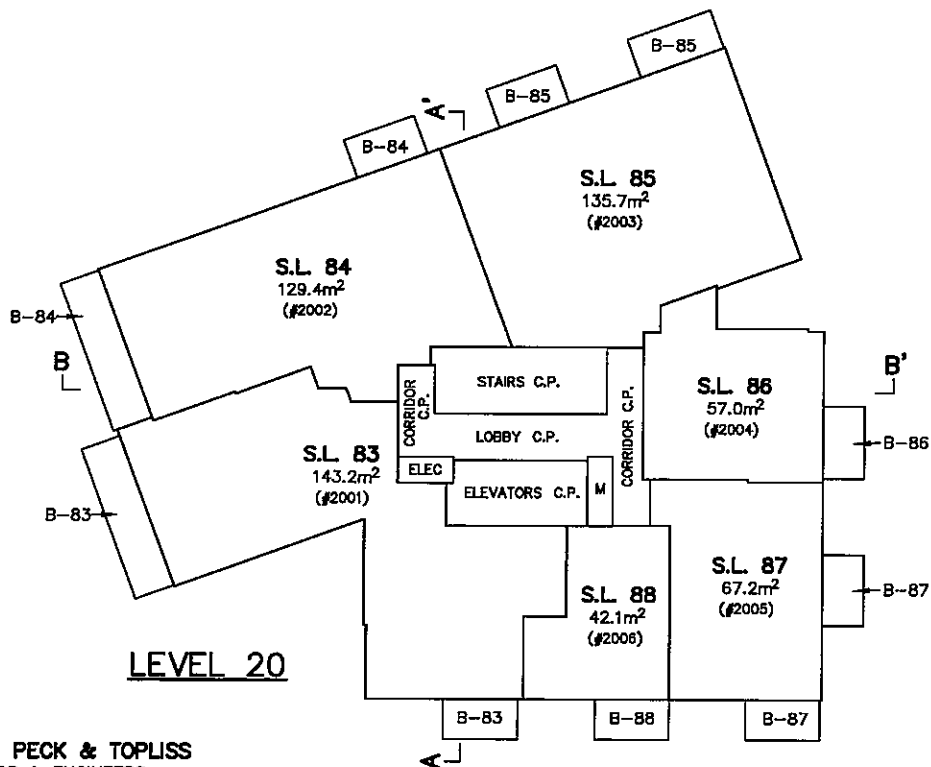 B-85
B-85
A'
B-84
S.L. 85
135.7m²
(#2003)
S.L. 84
129.4m²
(#2002)
B-84
B
STAIRS C.P.
CORRIDOR C.P.
LOBBY C.P.
CORRIDOR C.P.
S.L. 86
57.0m²
(#2004)
B'
B-86
S.L. 83
143.2m²
(#2001)
ELEC
ELEVATORS C.P.
M
B-83
S.L. 88
42.1m²
(#2006)
S.L. 87
67.2m²
(#2005)
B-87
LEVEL 20
B-83
B-88
B-87
A
PECK & TOPLISS